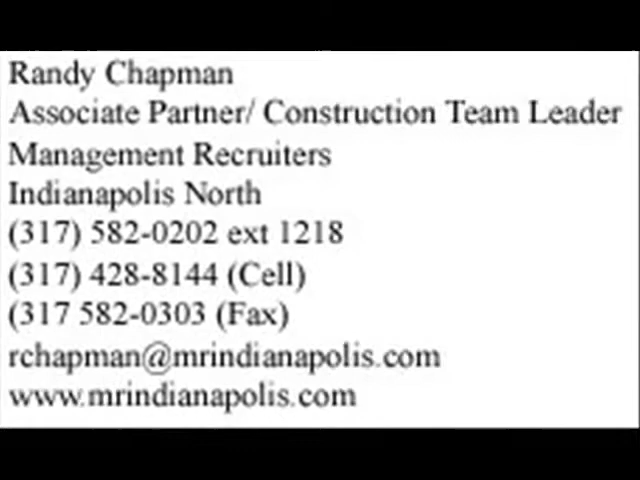 Randy Chapman
Associate Partner/ Construction Team Leader
Management Recruiters
Indianapolis North
(317) 582-0202 ext 1218
(317) 428-8144 (Cell)
(317 582-0303 (Fax)
rchapman@mrindianapolis.com
www.mrindianapolis.com